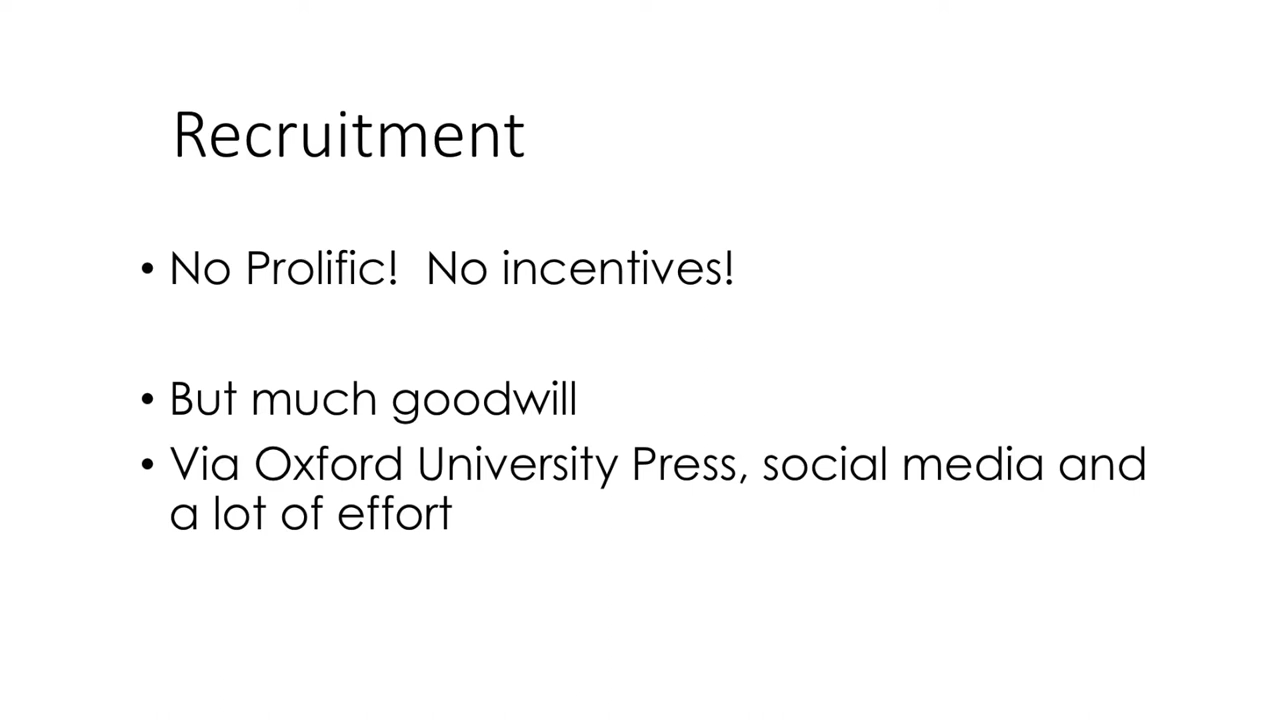 Recruitment
• No Prolific!  No incentives!
• But much goodwill
• Via Oxford University Press, social media and
a lot of effort